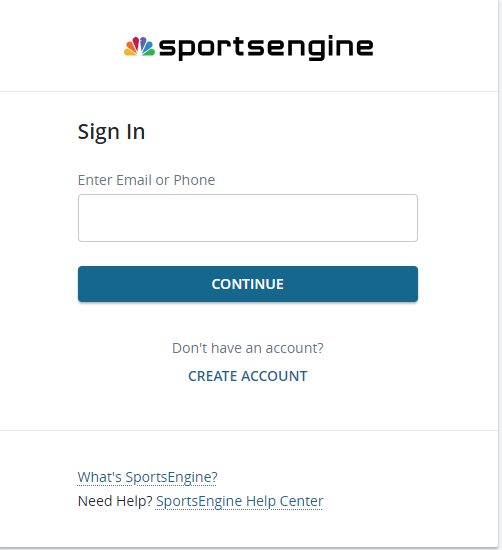 sportsengine
Sign In
Enter Email or Phone
CONTINUE
Don't have an account?
CREATE ACCOUNT
What's SportsEngine?
Need Help? SportsEngine Help Center